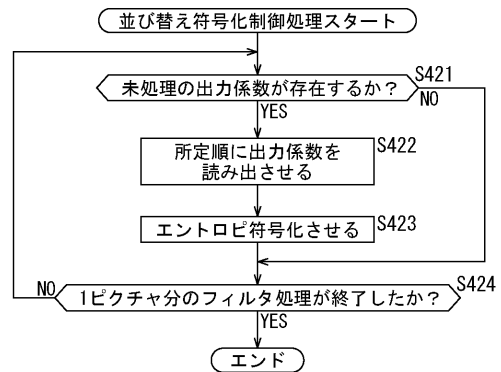 並び替え符号化制御処理スタート
未処理の出力係数が存在するか？
S421
NO
YES
所定順に出力係数を
読み出させる
S422
エントロピ符号化させる
S423
NO
1ピクチャ分のフィルタ処理が終了したか？
S424
YES
エンド